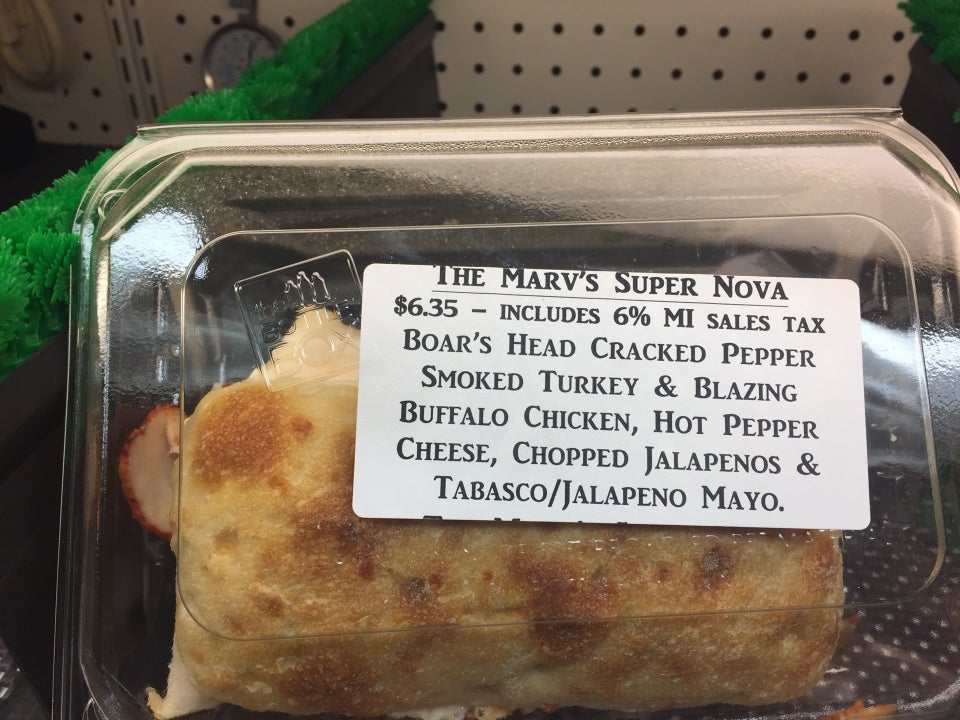 The Marv's Super Nova
$6.35 – includes 6% MI sales tax
Boar's Head Cracked Pepper
Smoked Turkey & Blazing
Buffalo Chicken, Hot Pepper
Cheese, Chopped Jalapenos &
Tabasco/Jalapeno Mayo.